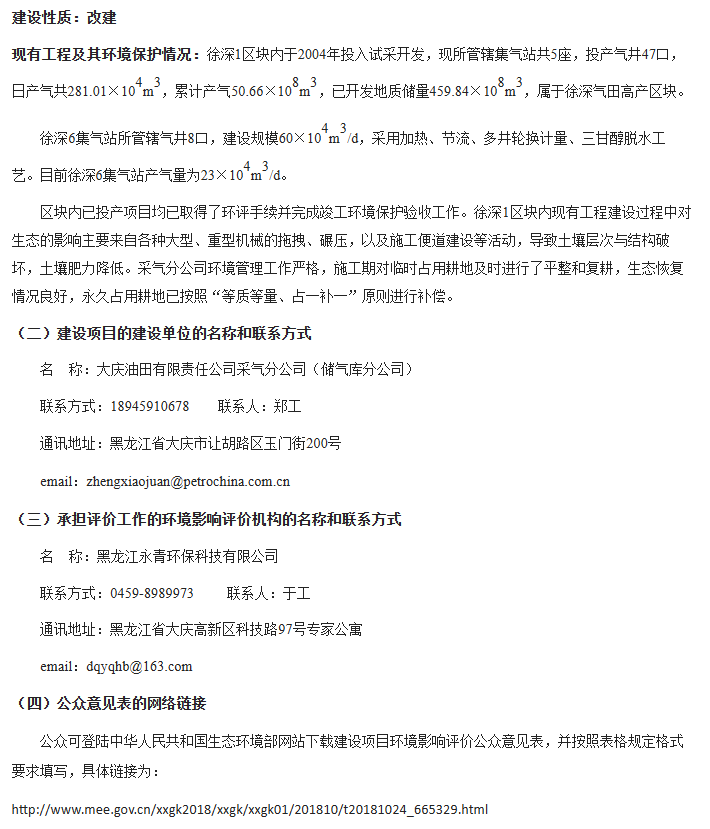 建设性质：改建
现有工程及其环境保护情况：徐深1区块内于2004年投入试采开发，现所管辖集气站共5座，投产气井47口，
日产气共281.01×10⁴m³，累计产气50.66×10⁸m³，已开发地质储量459.84×10⁸m³，属于徐深气田高产区块。
徐深6集气站所管辖气井8口，建设规模60×10⁴m³/d，采用加热、节流、多井轮换计量、三甘醇脱水工
艺。目前徐深6集气站产气量为23×10⁴m³/d。
区块内已投产项目均已取得了环评手续并完成竣工环境保护验收工作。徐深1区块内现有工程建设过程中对
生态的影响主要来自各种大型、重型机械的拖拽、碾压，以及施工便道建设等活动，导致土壤层次与结构破
坏，土壤肥力降低。采气分公司环境管理工作严格，施工期对临时占用耕地及时进行了平整和复耕，生态恢复
情况良好，永久占用耕地已按照“等质等量、占一补一”原则进行补偿。
（二）建设项目的建设单位的名称和联系方式
名　称：大庆油田有限责任公司采气分公司（储气库分公司）
联系方式：18945910678　　联系人：郑工
通讯地址：黑龙江省大庆市让胡路区玉门街200号
email：zhengxiaojuan@petrochina.com.cn
（三）承担评价工作的环境影响评价机构的名称和联系方式
名　称：黑龙江永青环保科技有限公司
联系方式：0459-8989973　　联系人：于工
通讯地址：黑龙江省大庆高新区科技路97号专家公寓
email：dqyqhb@163.com
（四）公众意见表的网络链接
公众可登陆中华人民共和国生态环境部网站下载建设项目环境影响评价公众意见表，并按照表格规定格式
要求填写，具体链接为：
http://www.mee.gov.cn/xxgk2018/xxgk/xxgk01/201810/t20181024_665329.html